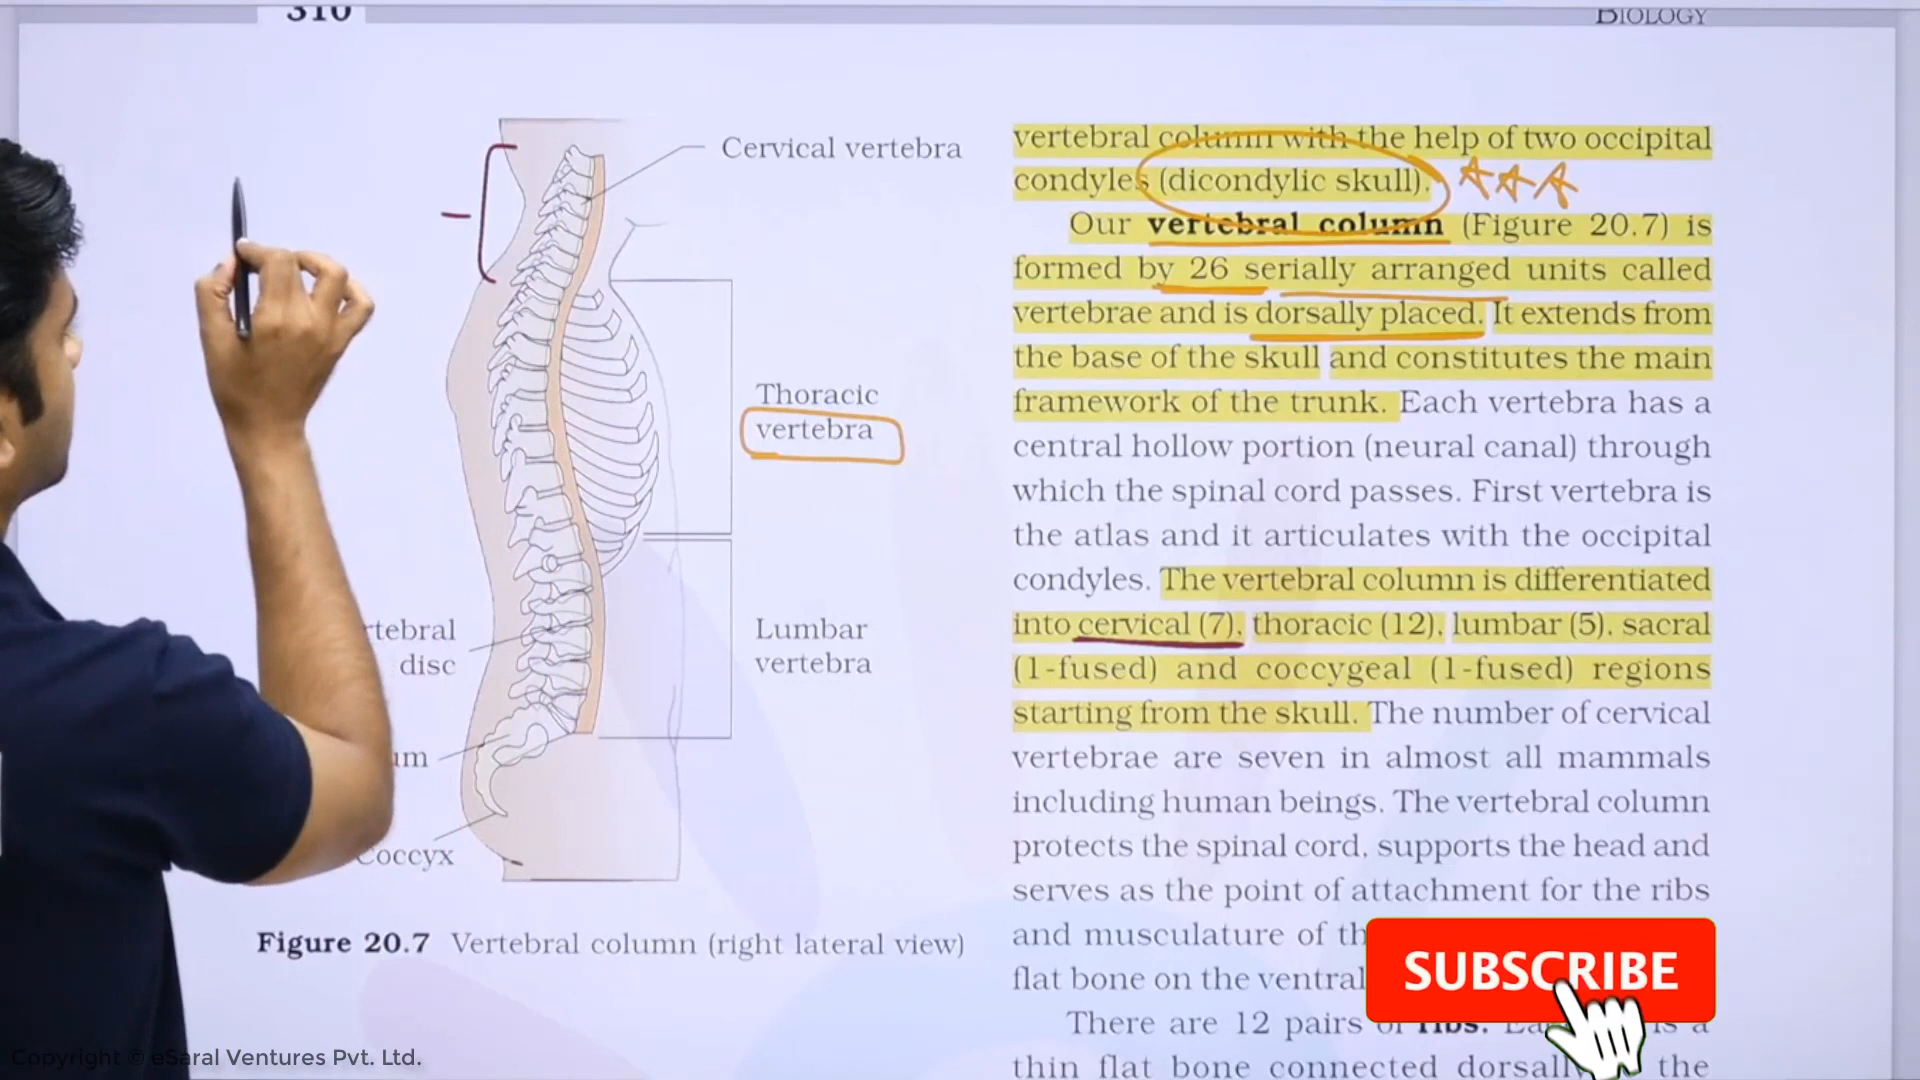 310
BIOLOGY
Cervical vertebra
Thoracic
vertebra
Lumbar
vertebra
disc
Coccyx
Figure 20.7 Vertebral column (right lateral view)
vertebral column with the help of two occipital
condyles (dicondylic skull).
Our vertebral column (Figure 20.7) is
formed by 26 serially arranged units called
vertebrae and is dorsally placed. It extends from
the base of the skull and constitutes the main
framework of the trunk. Each vertebra has a
central hollow portion (neural canal) through
which the spinal cord passes. First vertebra is
the atlas and it articulates with the occipital
condyles. The vertebral column is differentiated
into cervical (7), thoracic (12), lumbar (5), sacral
(1-fused) and coccygeal (1-fused) regions
starting from the skull. The number of cervical
vertebrae are seven in almost all mammals
including human beings. The vertebral column
protects the spinal cord, supports the head and
serves as the point of attachment for the ribs
and musculature of
flat bone on the ventral
There are 12 pairs of ribs. is a
thin flat bone connected dorsally the
SUBSCRIBE
Copyright © eSaral Ventures Pvt. Ltd.